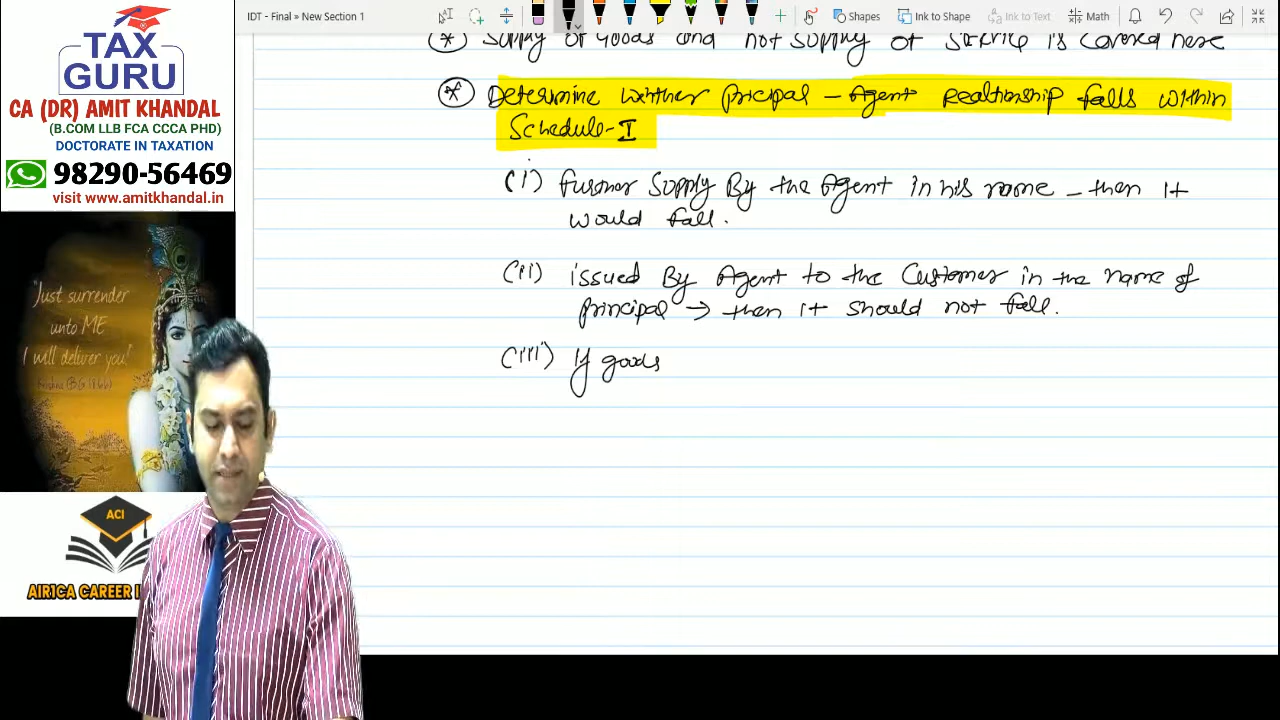 IDT - Final » New Section 1
Shapes
Ink to Shape
Ink to Text
Math
TAX
GURU
CA (DR) AMIT KHANDAL
(B.COM LLB FCA CCCA PHD)
DOCTORATE IN TAXATION
98290-56469
visit www.amitkhandal.in
"Just surrender
unto ME
I will deliver you!"
ACI
AIR1CA CAREER I
Supply of Goods and not Supply of Service is Covered here
Determine whether principal - Agent Realtionship falls within
Schedule-I
(i) further Supply By the Agent in his name - then it
would fall.
(ii) issued By Agent to the Customer in the name of
principal → then it should not fall.
(iii) If goods